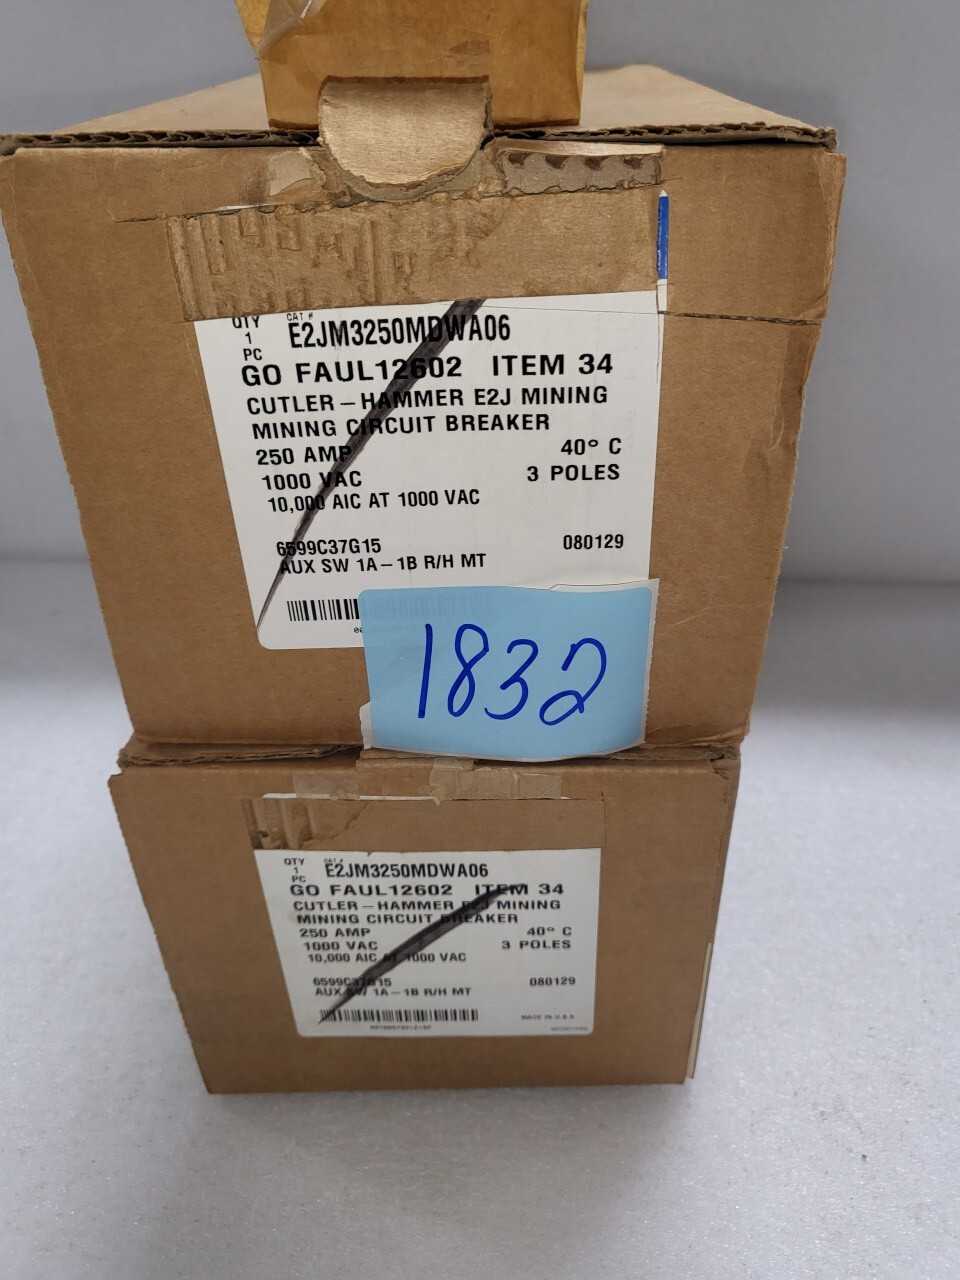 QTY CAT # E2JM3250MDWA06
1
PC
GO FAUL12602 ITEM 34
CUTLER-HAMMER E2J MINING
MINING CIRCUIT BREAKER
250 AMP 40° C
1000 VAC 3 POLES
10,000 AIC AT 1000 VAC
6599C37G15 080129
AUX SW 1A-1B R/H MT
1832
QTY CAT # E2JM3250MDWA06
1
PC
GO FAUL12602 ITEM 34
CUTLER-HAMMER E2J MINING
MINING CIRCUIT BREAKER
250 AMP 40° C
1000 VAC 3 POLES
10,000 AIC AT 1000 VAC
6599C37G15 080129
AUX SW 1A-1B R/H MT
MADE IN U.S.A